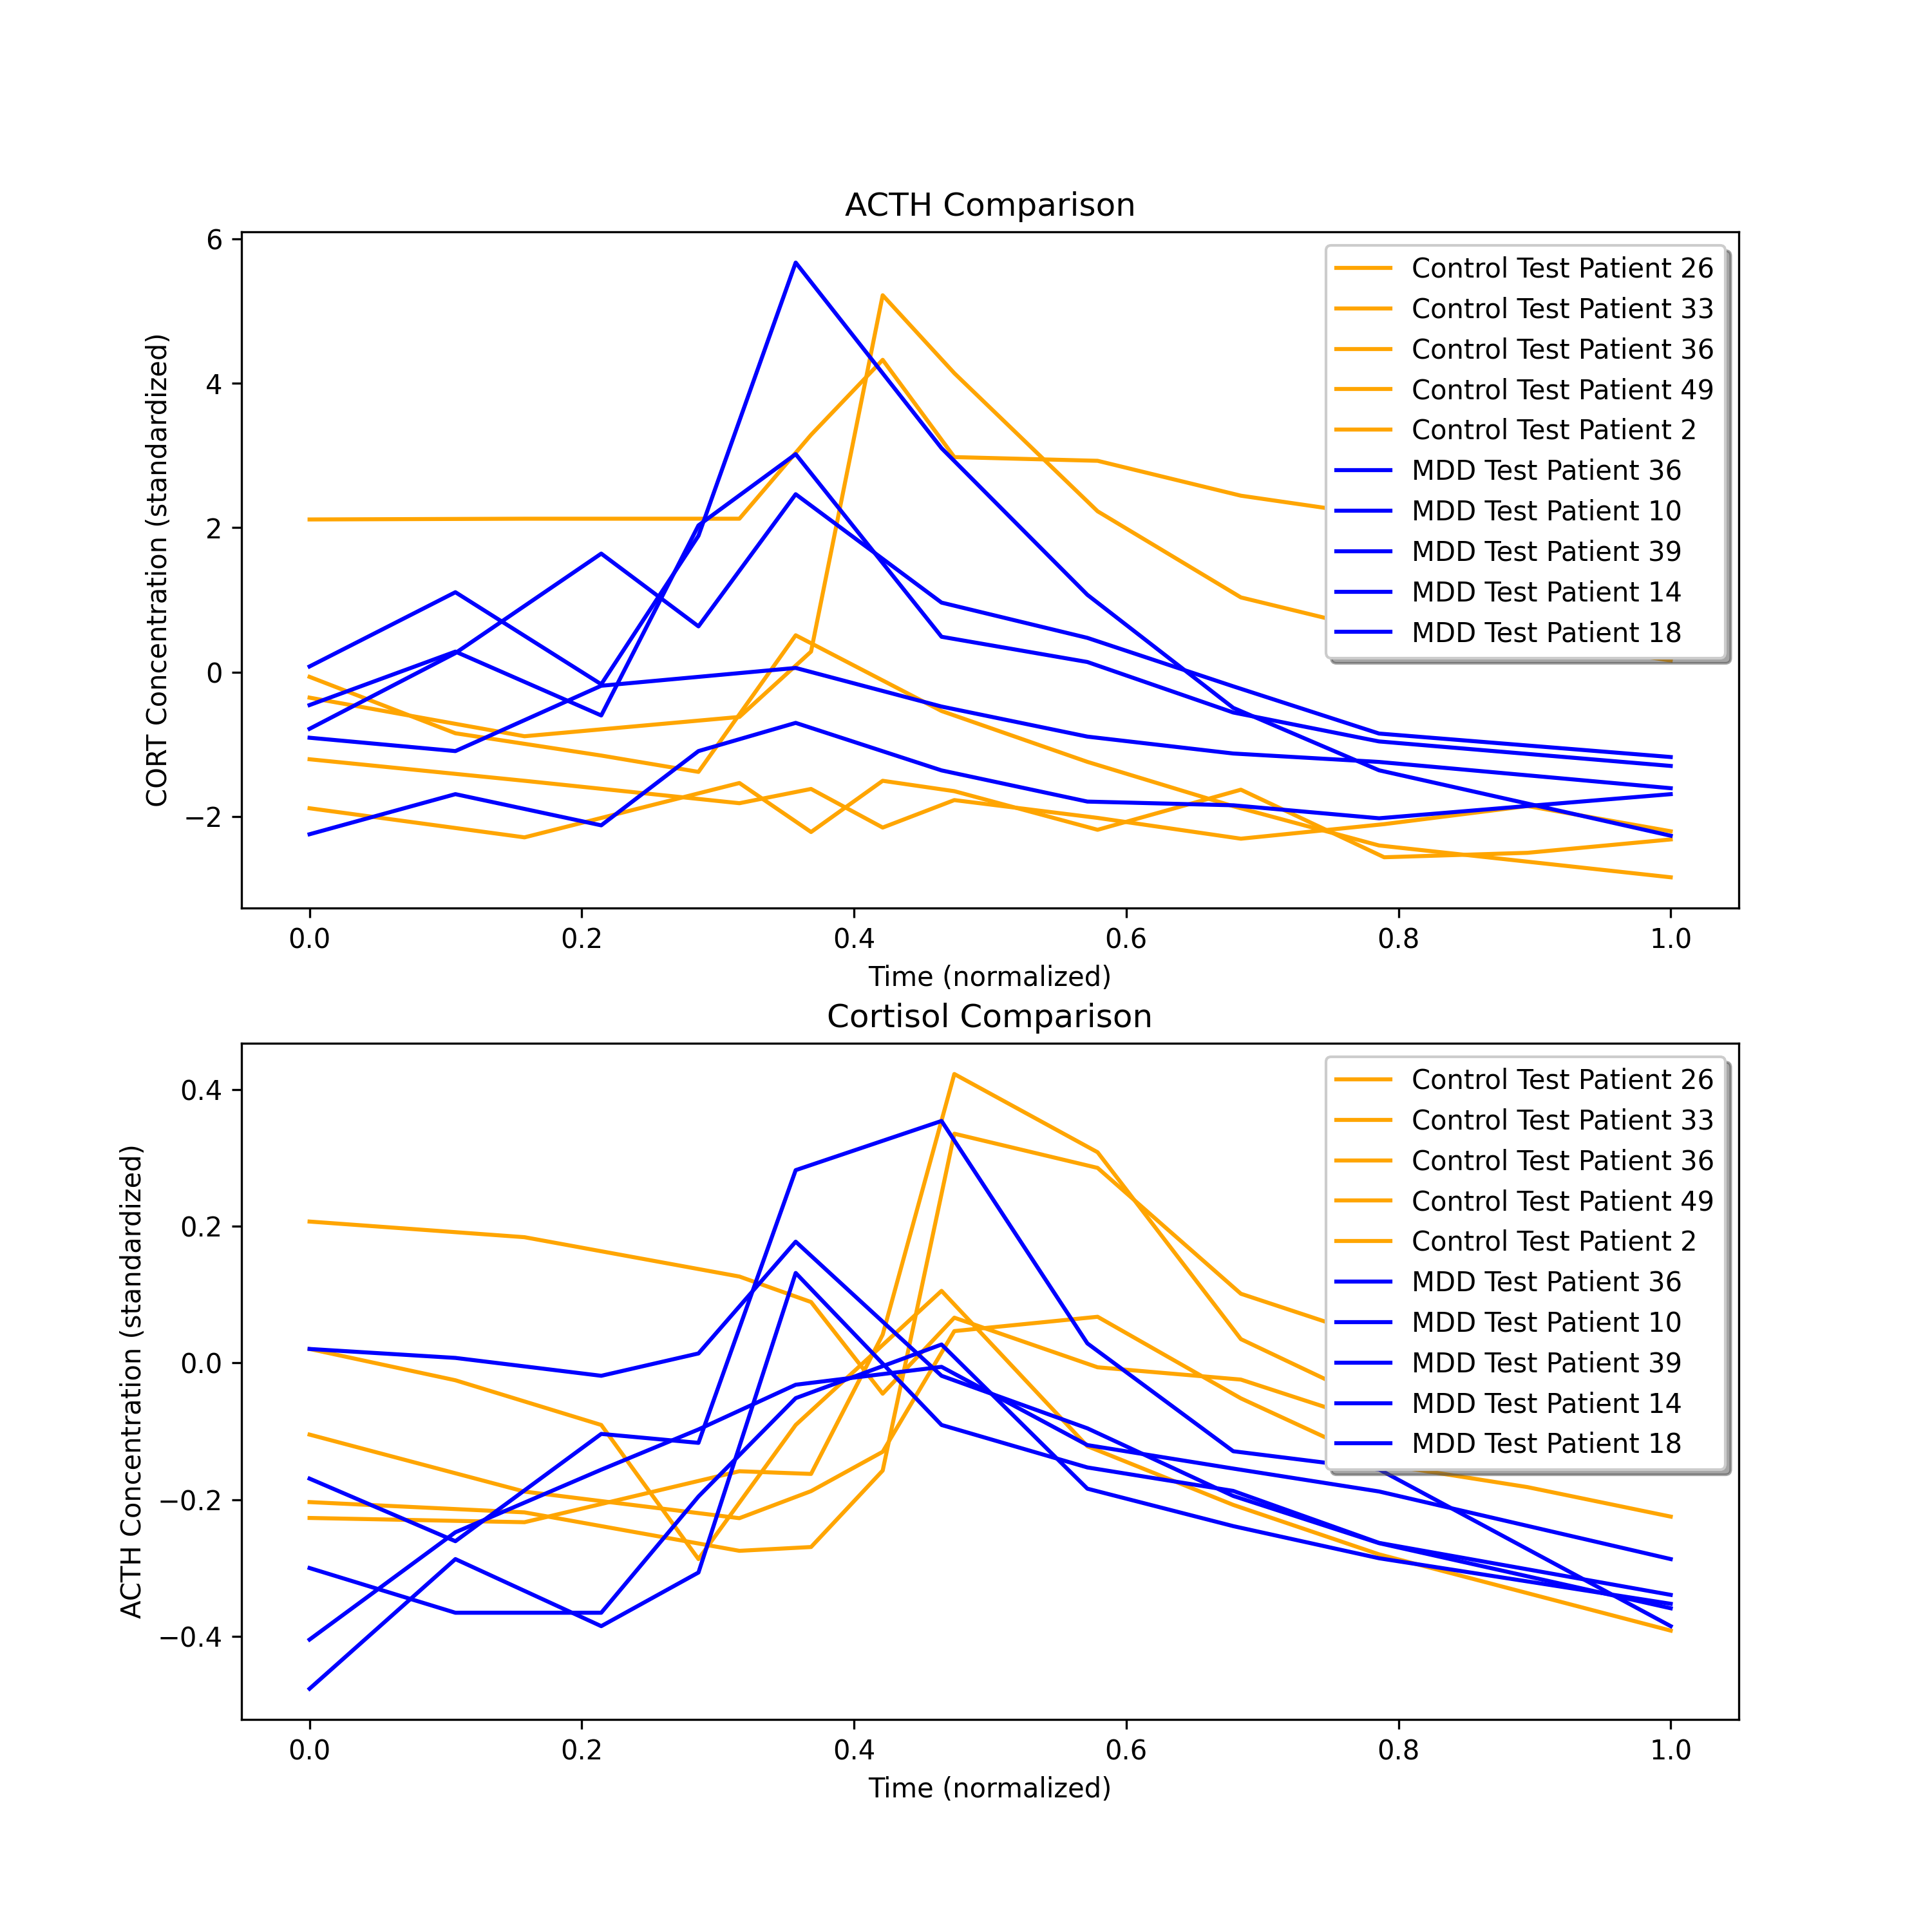 ACTH Comparison
CORT Concentration (standardized)
6
4
2
0
−2
Control Test Patient 26
Control Test Patient 33
Control Test Patient 36
Control Test Patient 49
Control Test Patient 2
MDD Test Patient 36
MDD Test Patient 10
MDD Test Patient 39
MDD Test Patient 14
MDD Test Patient 18
0.0 0.2 0.4 0.6 0.8 1.0
Time (normalized)
Cortisol Comparison
ACTH Concentration (standardized)
0.4
0.2
0.0
−0.2
−0.4
Control Test Patient 26
Control Test Patient 33
Control Test Patient 36
Control Test Patient 49
Control Test Patient 2
MDD Test Patient 36
MDD Test Patient 10
MDD Test Patient 39
MDD Test Patient 14
MDD Test Patient 18
0.0 0.2 0.4 0.6 0.8 1.0
Time (normalized)